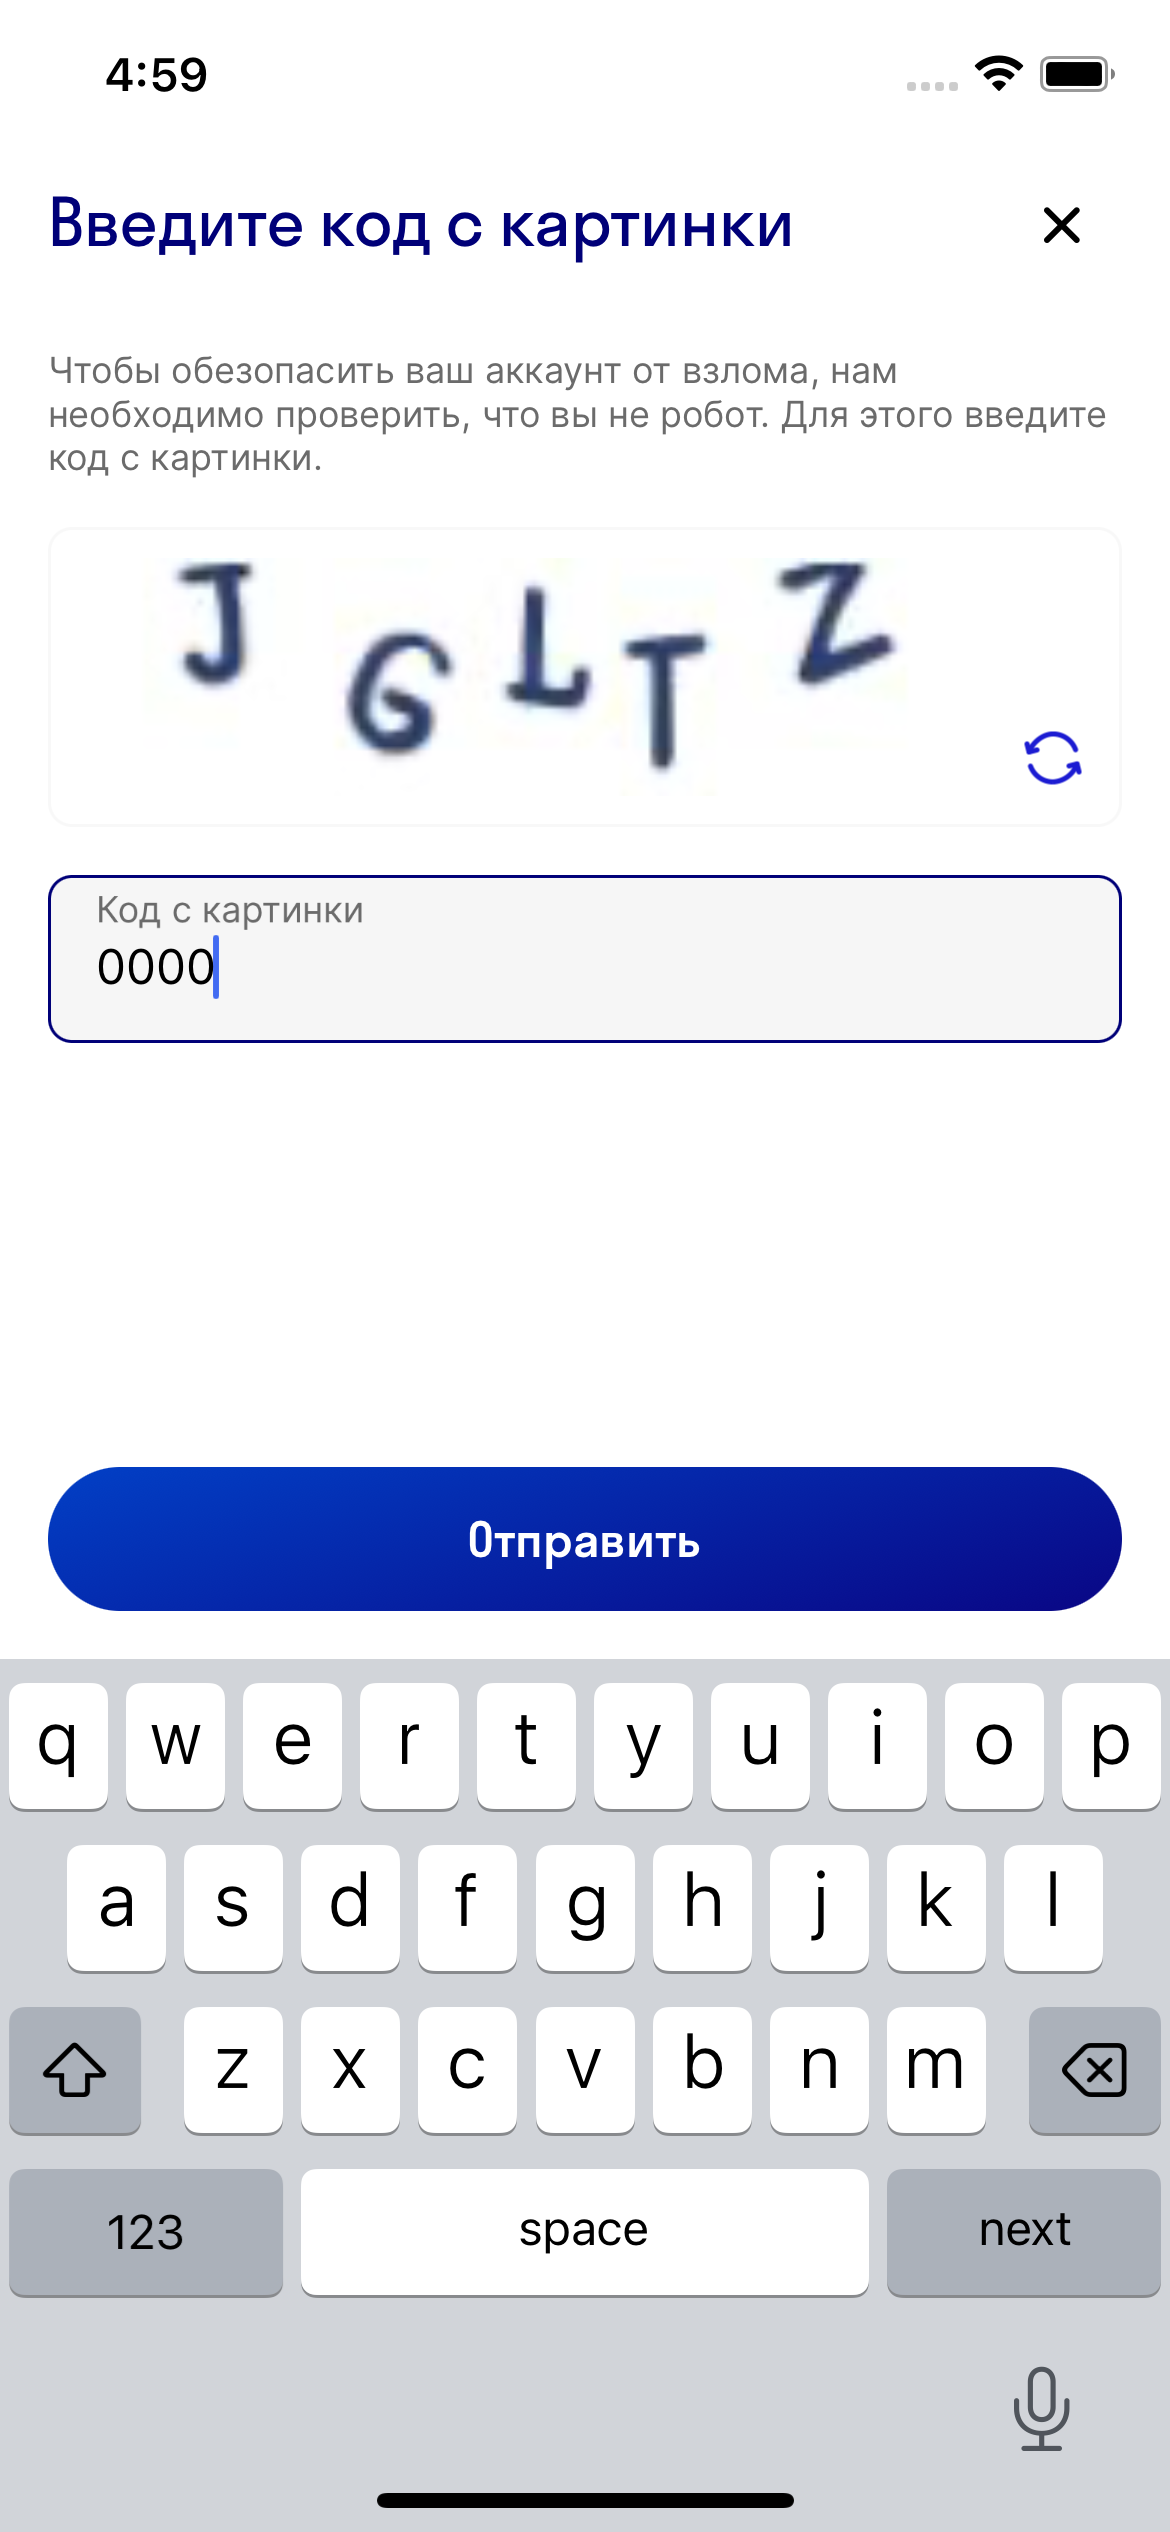 4:59
Введите код с картинки
Чтобы обезопасить ваш аккаунт от взлома, нам
необходимо проверить, что вы не робот. Для этого введите
код с картинки.
J G L T Z
Код с картинки
0000
Отправить
q w e r t y u i o p
a s d f g h j k l
z x c v b n m
123 space next